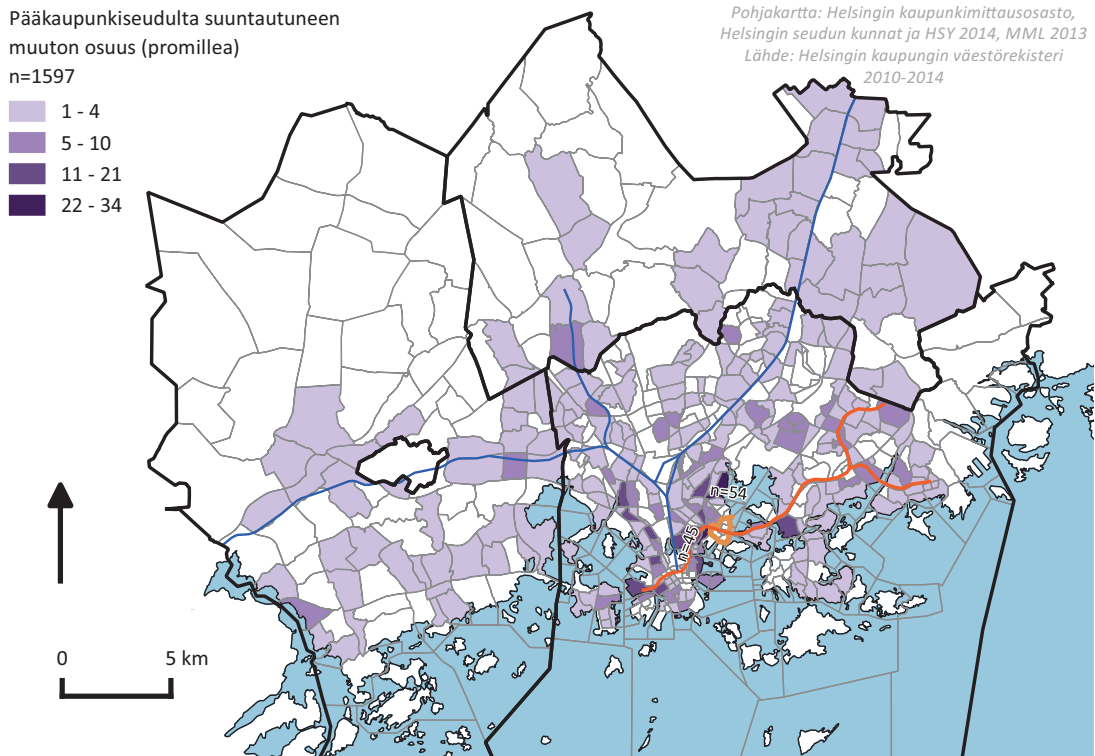 Pääkaupunkiseudulta suuntautuneen
muuton osuus (promillea)
n=1597
1 - 4
5 - 10
11 - 21
22 - 34
Pohjakartta: Helsingin kaupunkimittausosasto,
Helsingin seudun kunnat ja HSY 2014, MML 2013
Lähde: Helsingin kaupungin väestörekisteri
2010-2014
n=54
n=45
0 5 km